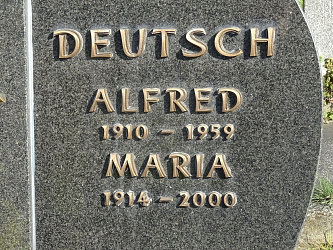 DEUTSCH
ALFRED
1910 – 1959
MARIA
1914 – 2000